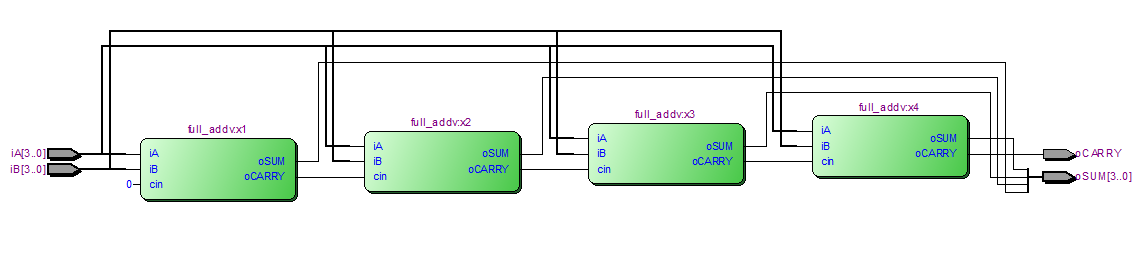 full_addv:x1
full_addv:x2
full_addv:x3
full_addv:x4
iA[3..0]
iB[3..0]
0
iA
iB
cin
oSUM
oCARRY
iA
iB
cin
oSUM
oCARRY
iA
iB
cin
oSUM
oCARRY
iA
iB
cin
oSUM
oCARRY
oCARRY
oSUM[3..0]